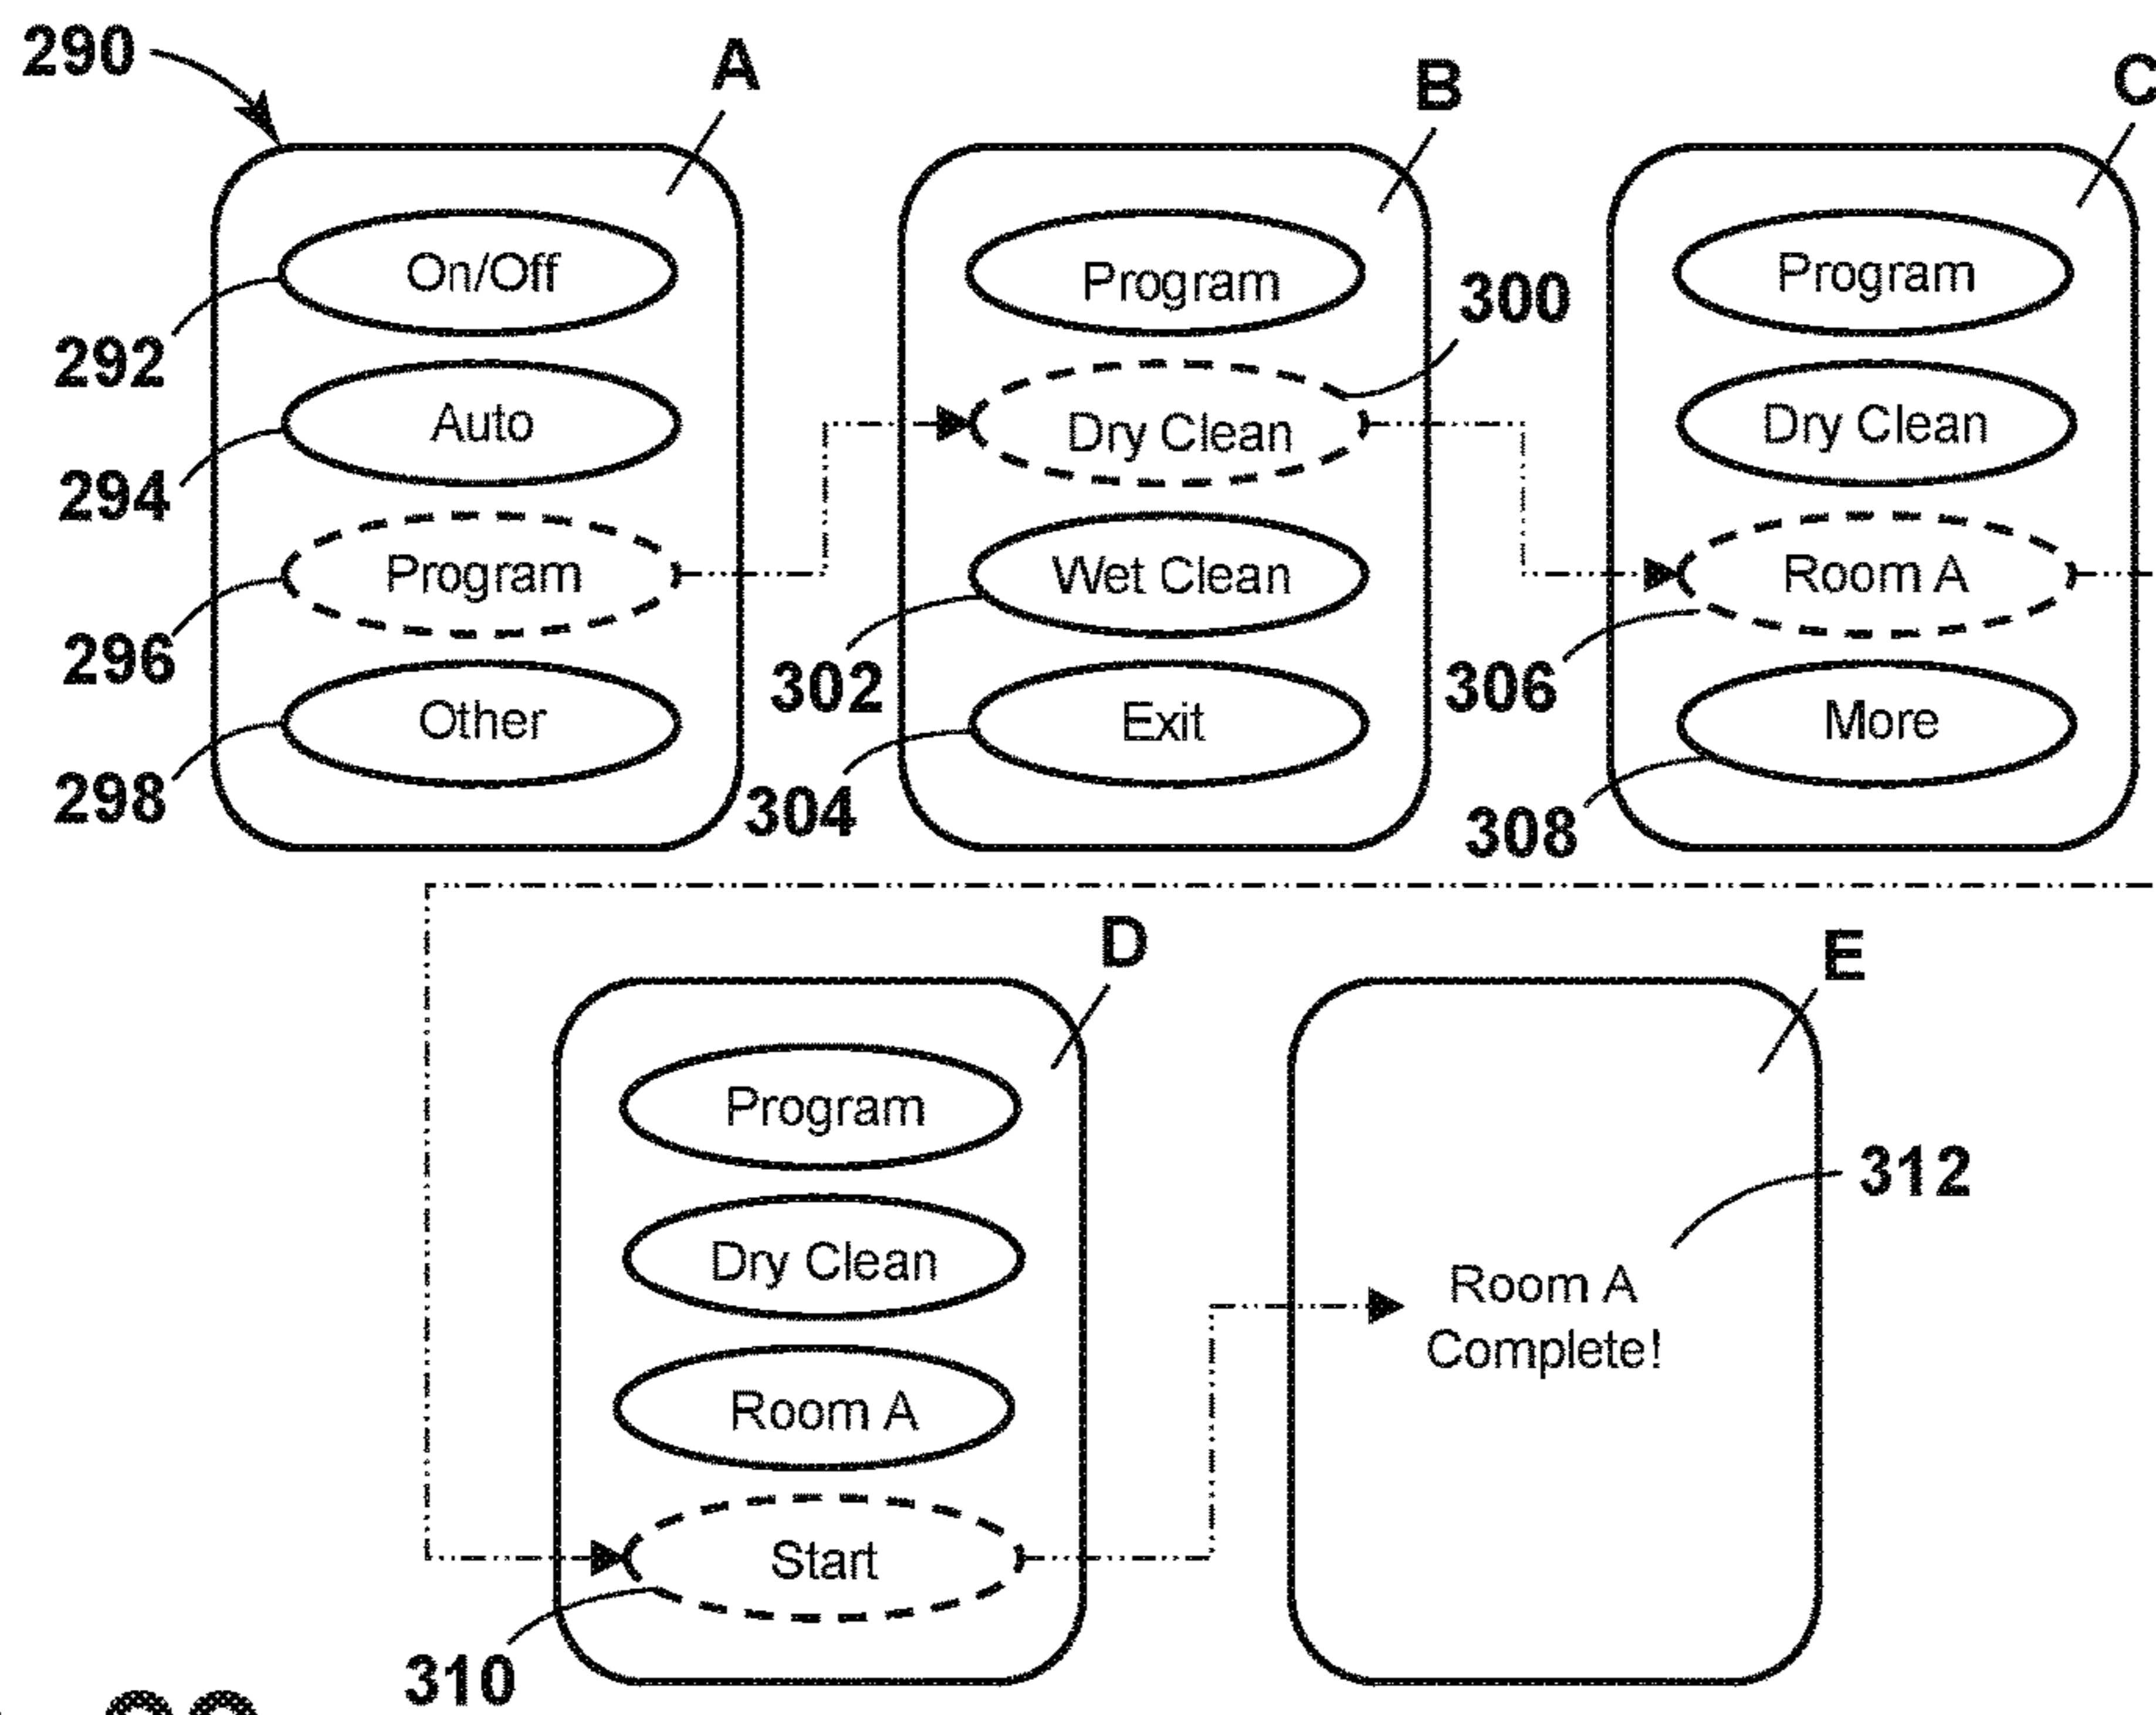 290
A
On/Off
292
Auto
294
Program
296
Other
298
B
Program
300
Dry Clean
Wet Clean
302
Exit
304
C
Program
Dry Clean
Room A
306
More
308
D
Program
Dry Clean
Room A
Start
310
E
312
Room A
Complete!